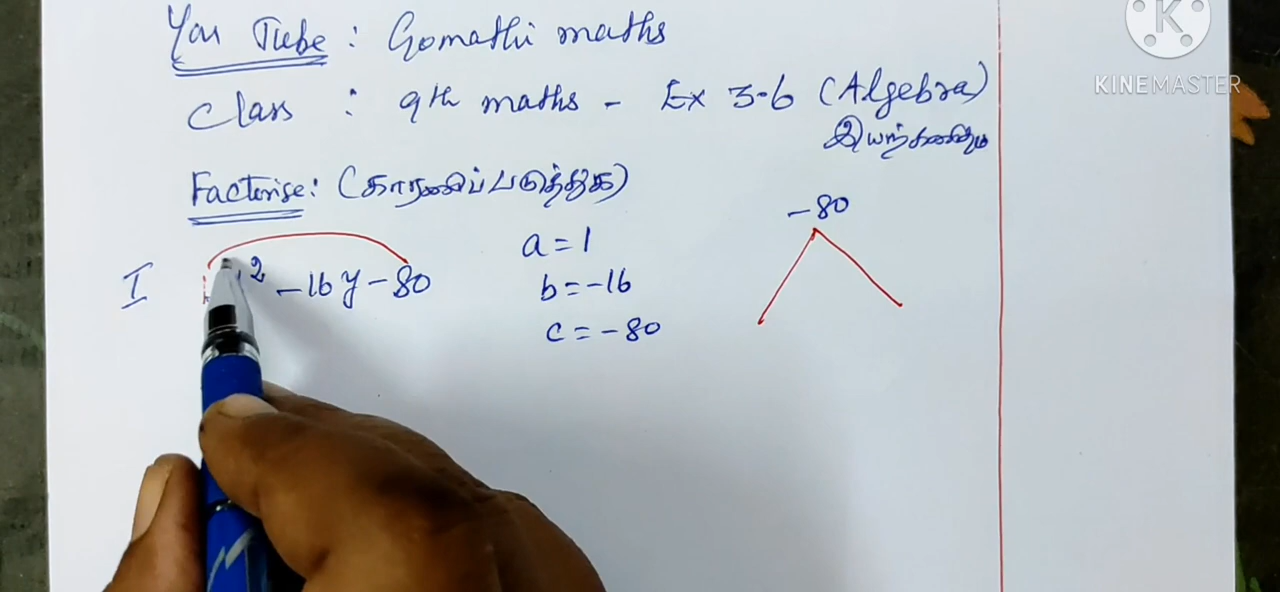 You Tube : Gomathi maths
K
KINEMASTER
Class : 9th maths - Ex 3.6 (Algebra)
இயற்கணிதம்
Factorise: (காரணிப்படுத்துக)
-80
I ² - 16y - 80
a = 1
b = -16
c = -80